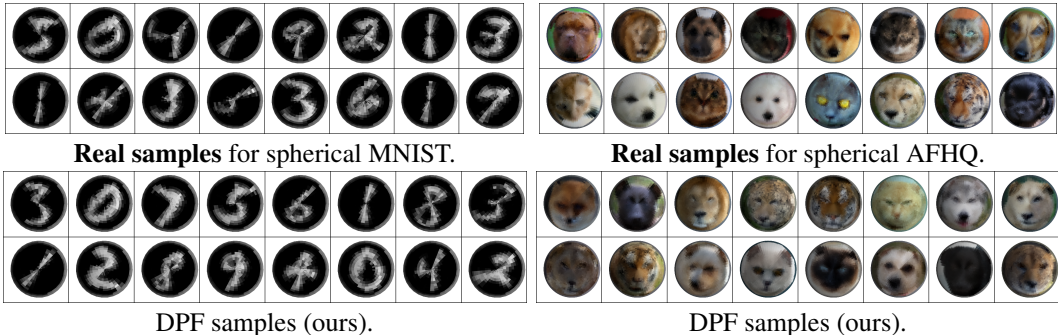 Real samples for spherical MNIST.
Real samples for spherical AFHQ.
DPF samples (ours).
DPF samples (ours).